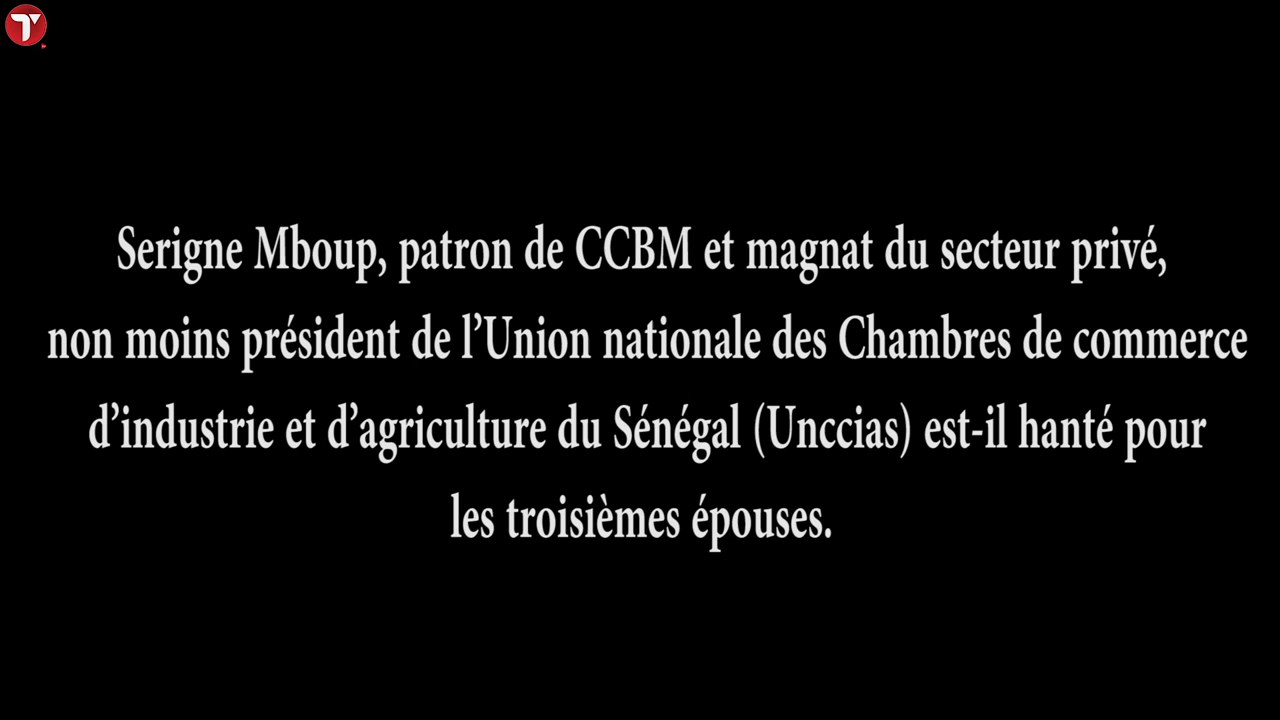 Serigne Mboup, patron de CCBM et magnat du secteur privé,
non moins président de l’Union nationale des Chambres de commerce
d’industrie et d’agriculture du Sénégal (Unccias) est-il hanté pour
les troisièmes épouses.